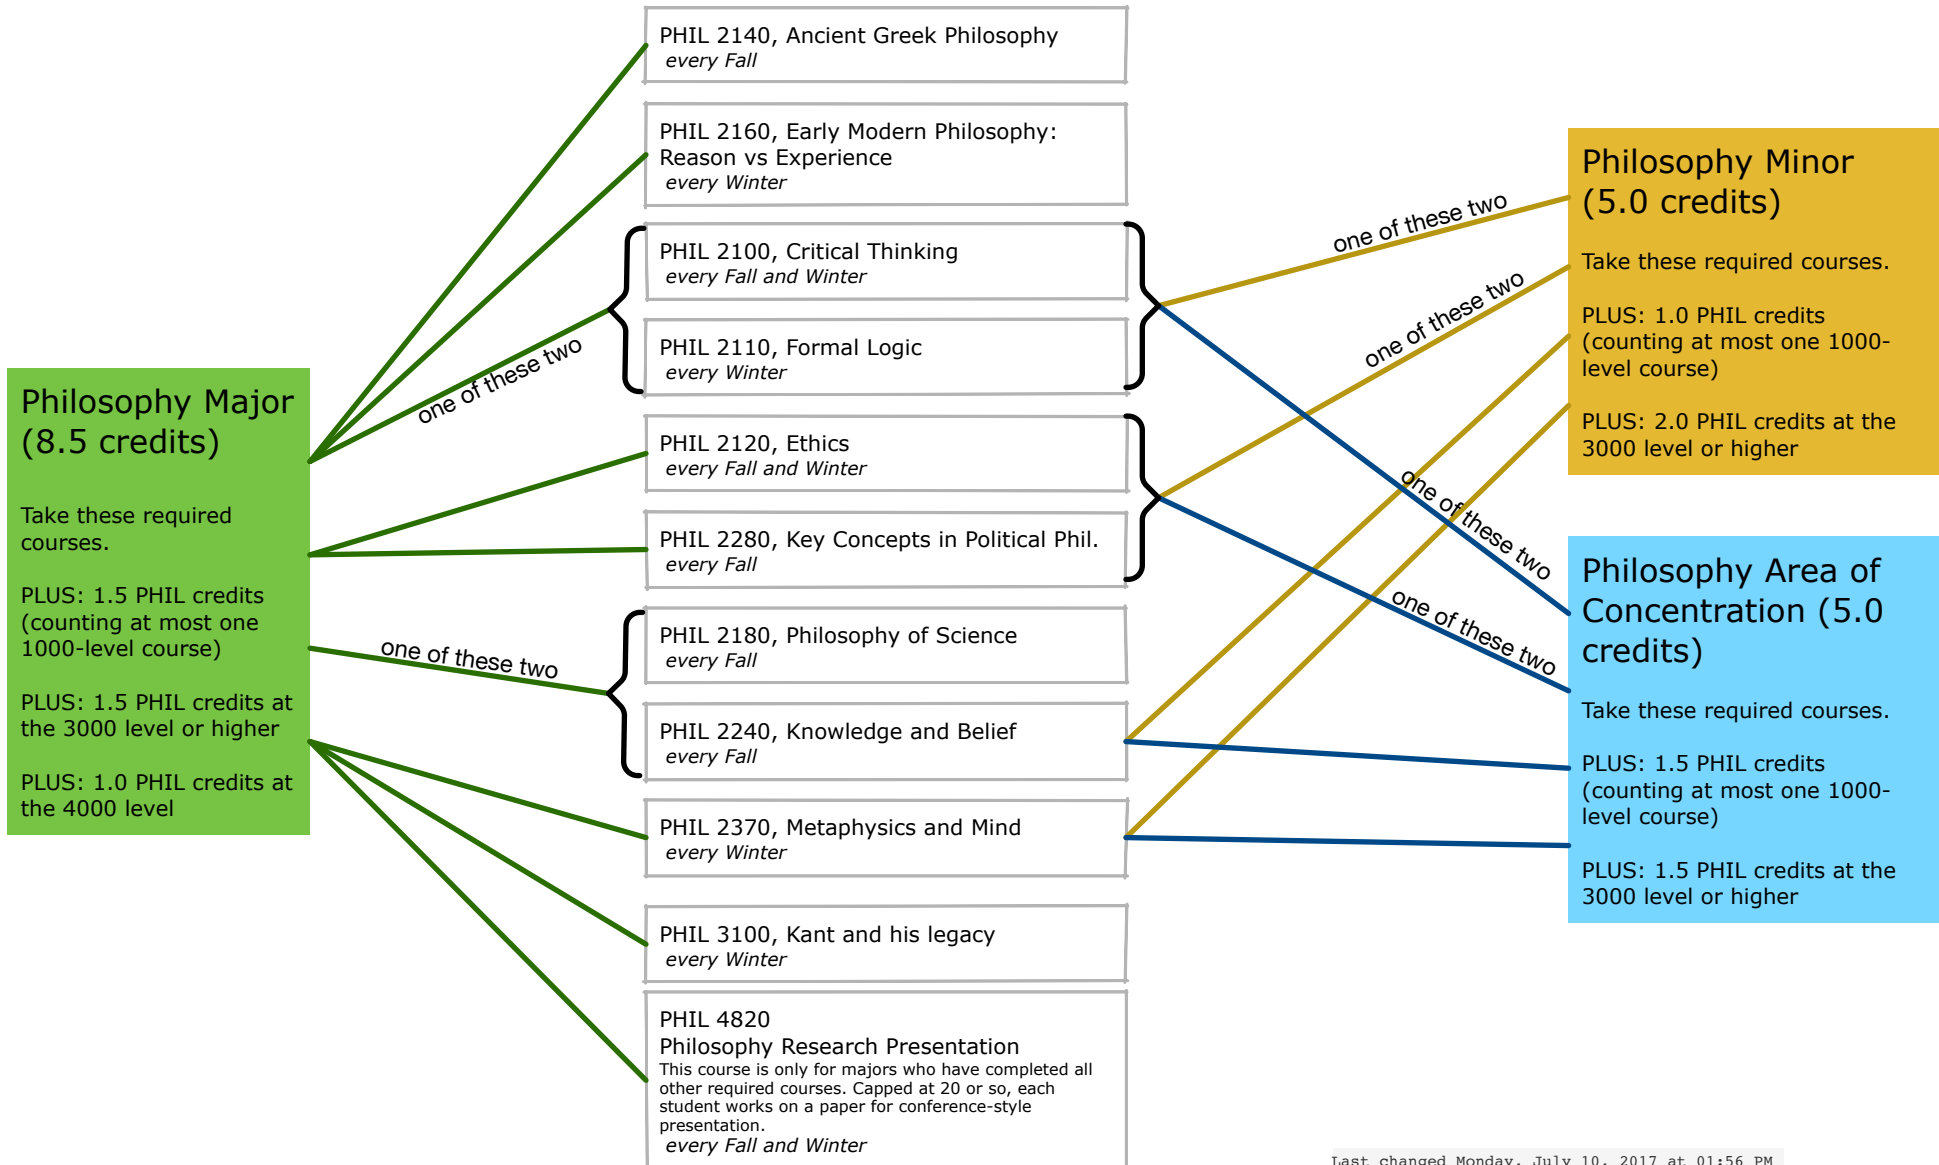 PHIL 2140, Ancient Greek Philosophy
every Fall
PHIL 2160, Early Modern Philosophy:
Reason vs Experience
every Winter
PHIL 2100, Critical Thinking
every Fall and Winter
PHIL 2110, Formal Logic
every Winter
PHIL 2120, Ethics
every Fall and Winter
PHIL 2280, Key Concepts in Political Phil.
every Fall
PHIL 2180, Philosophy of Science
every Fall
PHIL 2240, Knowledge and Belief
every Fall
PHIL 2370, Metaphysics and Mind
every Winter
PHIL 3100, Kant and his legacy
every Winter
PHIL 4820
Philosophy Research Presentation
This course is only for majors who have completed all
other required courses. Capped at 20 or so, each
student works on a paper for conference-style
presentation.
every Fall and Winter
Philosophy Major
(8.5 credits)
Take these required
courses.
PLUS: 1.5 PHIL credits
(counting at most one
1000-level course)
PLUS: 1.5 PHIL credits at
the 3000 level or higher
PLUS: 1.0 PHIL credits at
the 4000 level
one of these two
one of these two
one of these two
one of these two
one of these two
one of these two
Philosophy Minor
(5.0 credits)
Take these required courses.
PLUS: 1.0 PHIL credits
(counting at most one 1000-
level course)
PLUS: 2.0 PHIL credits at the
3000 level or higher
Philosophy Area of
Concentration (5.0
credits)
Take these required courses.
PLUS: 1.5 PHIL credits
(counting at most one 1000-
level course)
PLUS: 1.5 PHIL credits at the
3000 level or higher
Last changed Monday, July 10, 2017 at 01:56 PM